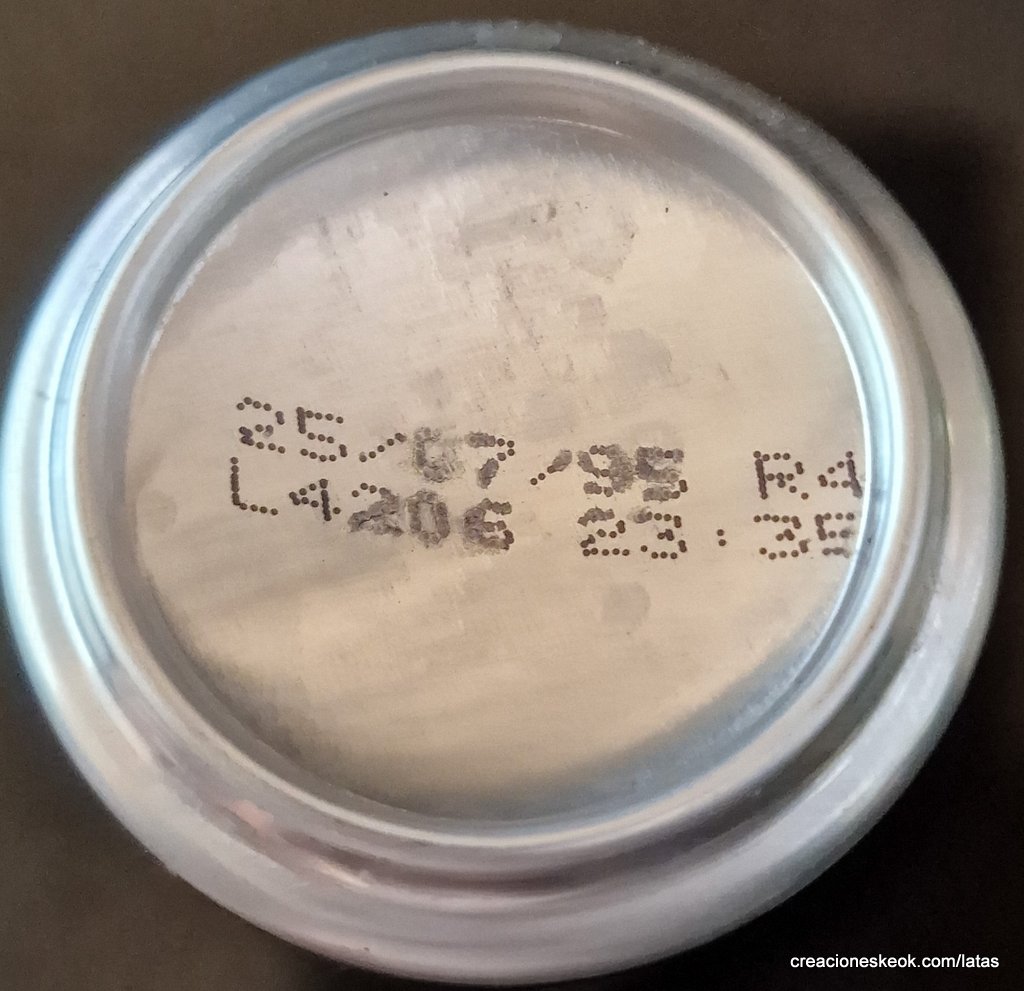 25/07/95 R4
L4206 23:35
creacioneskeok.com/latas